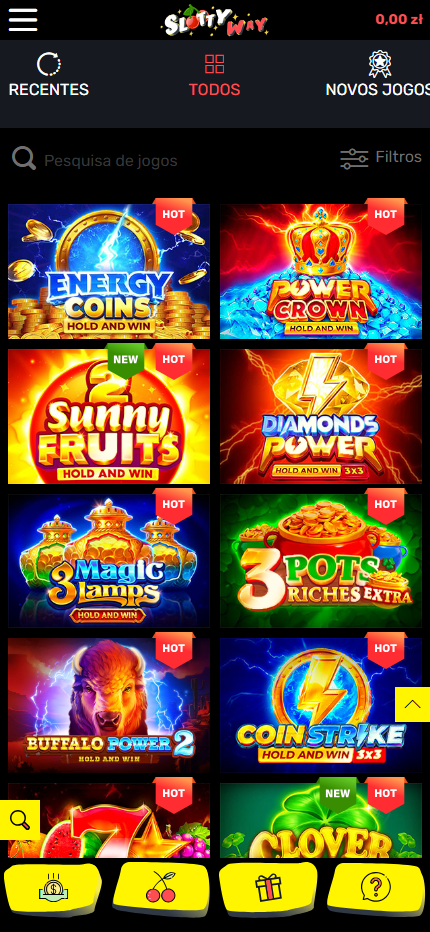 SLOTTY WAY
0,00 zł
RECENTES
TODOS
NOVOS JOGOS
Pesquisa de jogos
Filtros
HOT
HOT
ENERGY
COINS
HOLD AND WIN
POWER
CROWN
HOLD AND WIN
NEW
HOT
HOT
2
Sunny
FRUITS
HOLD AND WIN
DIAMONDS
POWER
HOLD AND WIN 3x3
HOT
HOT
3 Magic
lamps
HOLD AND WIN
3 POTS
RICHES EXTRA
HOT
HOT
BUFFALO POWER 2
HOLD AND WIN
COIN STRIKE
HOLD AND WIN 3x3
HOT
NEW
HOT
7
CLOVER